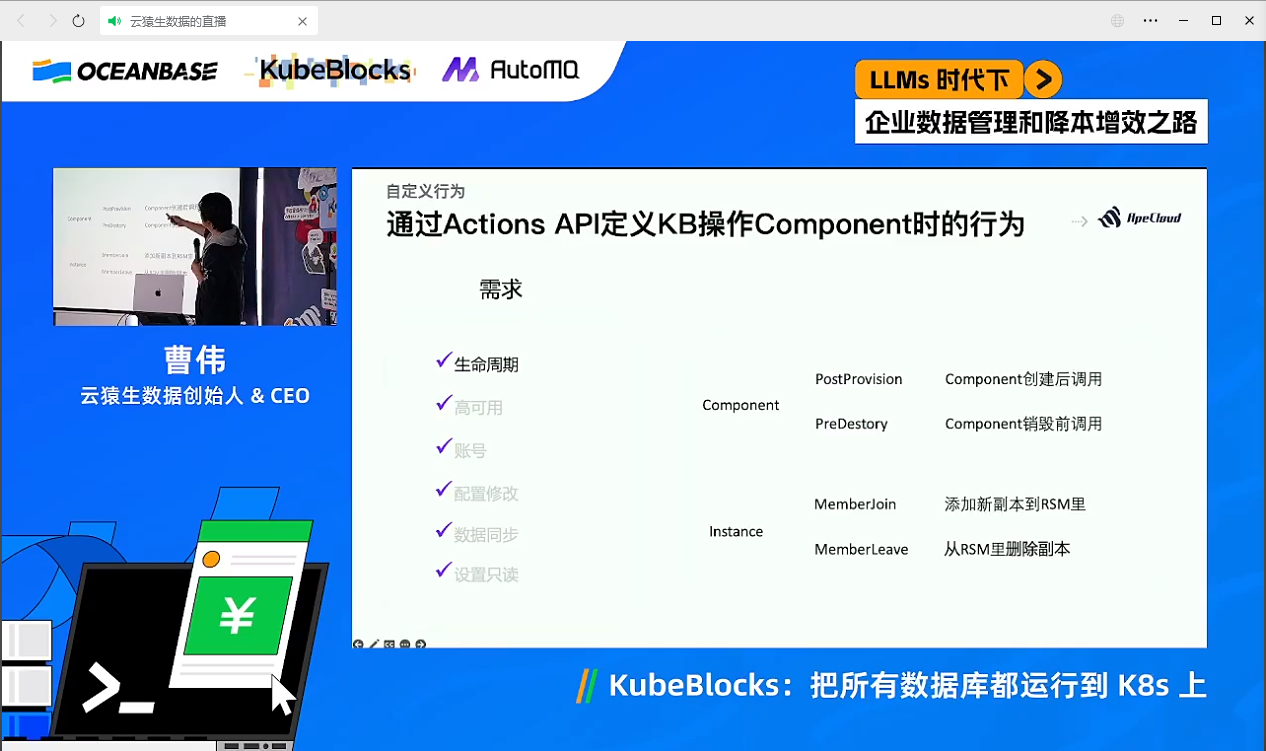 云猿生数据的直播
OCEANBASE
KubeBlocks
AutoMQ
LLMs 时代下
企业数据管理和降本增效之路
自定义行为
通过Actions API定义KB操作Component时的行为
ApeCloud
需求
生命周期
高可用
账号
配置修改
数据同步
设置只读
Component
PostProvision
Component创建后调用
PreDestory
Component销毁前调用
Instance
MemberJoin
添加新副本到RSM里
MemberLeave
从RSM里删除副本
曹伟
云猿生数据创始人 & CEO
¥
>_
KubeBlocks：把所有数据库都运行到 K8s 上